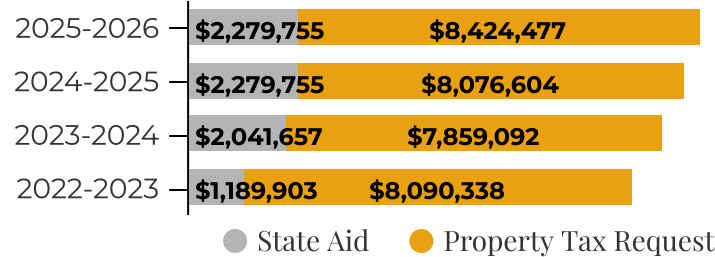 2025-2026 $2,279,755 $8,424,477
2024-2025 $2,279,755 $8,076,604
2023-2024 $2,041,657 $7,859,092
2022-2023 $1,189,903 $8,090,338
State Aid Property Tax Request